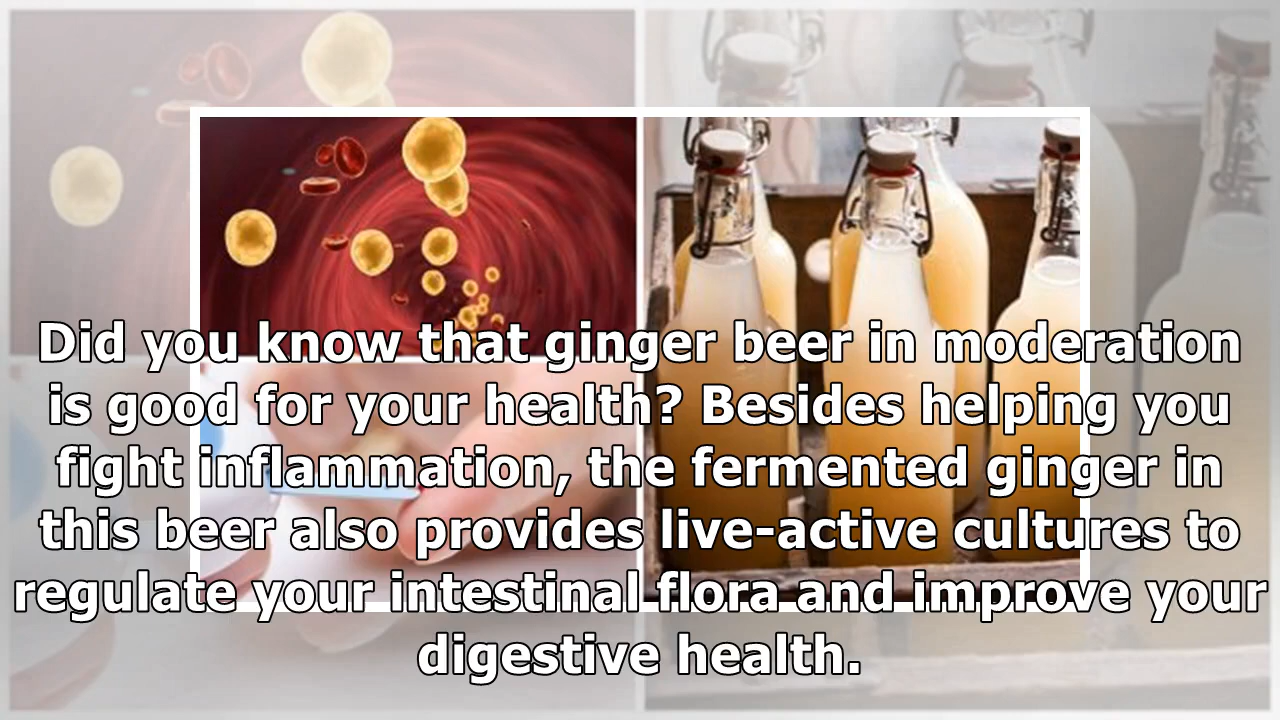 Did you know that ginger beer in moderation
is good for your health? Besides helping you
fight inflammation, the fermented ginger in
this beer also provides live-active cultures to
regulate your intestinal flora and improve your
digestive health.